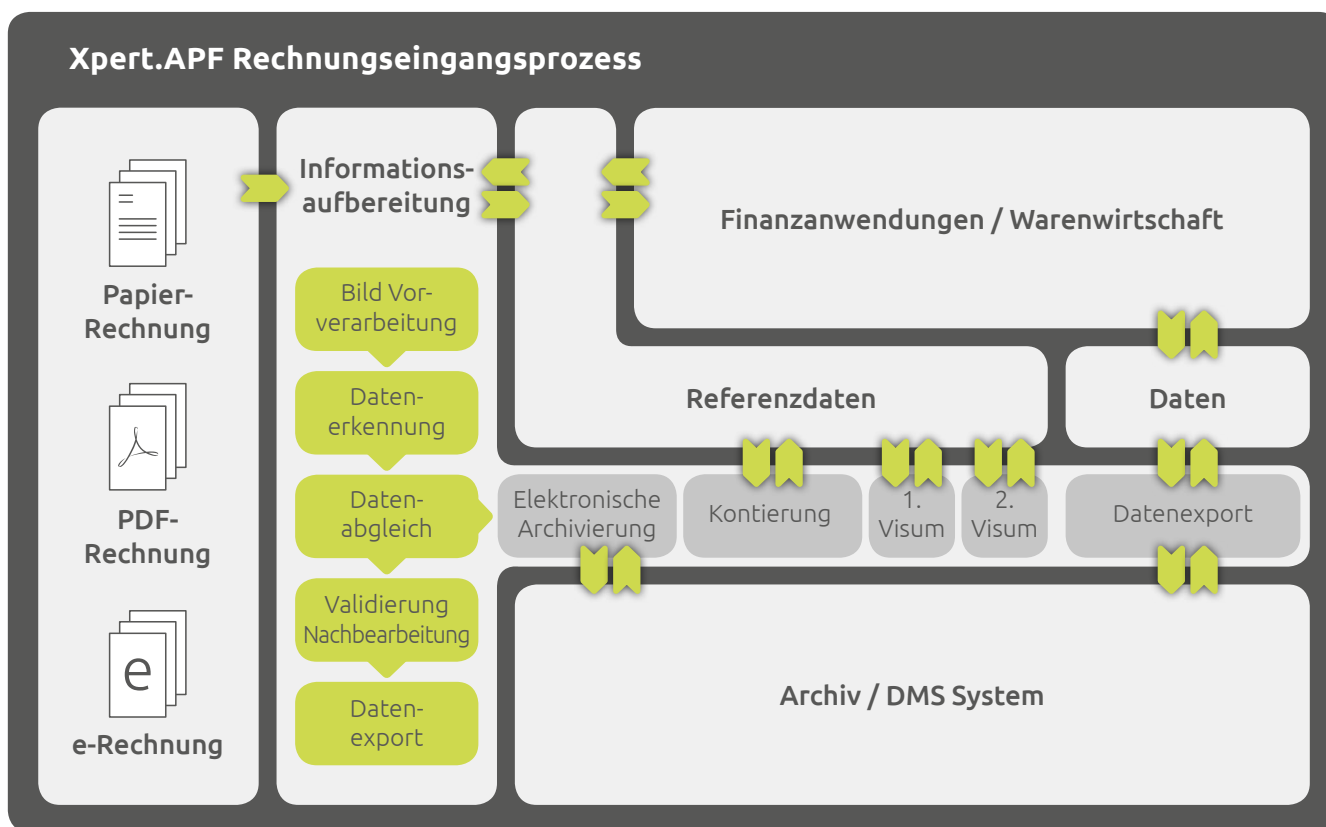 Xpert.APF Rechnungseingangsprozess
Papier-
Rechnung
PDF-
Rechnung
e
e-Rechnung
Informations-
aufbereitung
Bild Vor-
verarbeitung
Daten-
erkennung
Daten-
abgleich
Validierung
Nachbearbeitung
Daten-
export
Finanzanwendungen / Warenwirtschaft
Referenzdaten
Daten
Elektronische
Archivierung
Kontierung
1.
Visum
2.
Visum
Datenexport
Archiv / DMS System